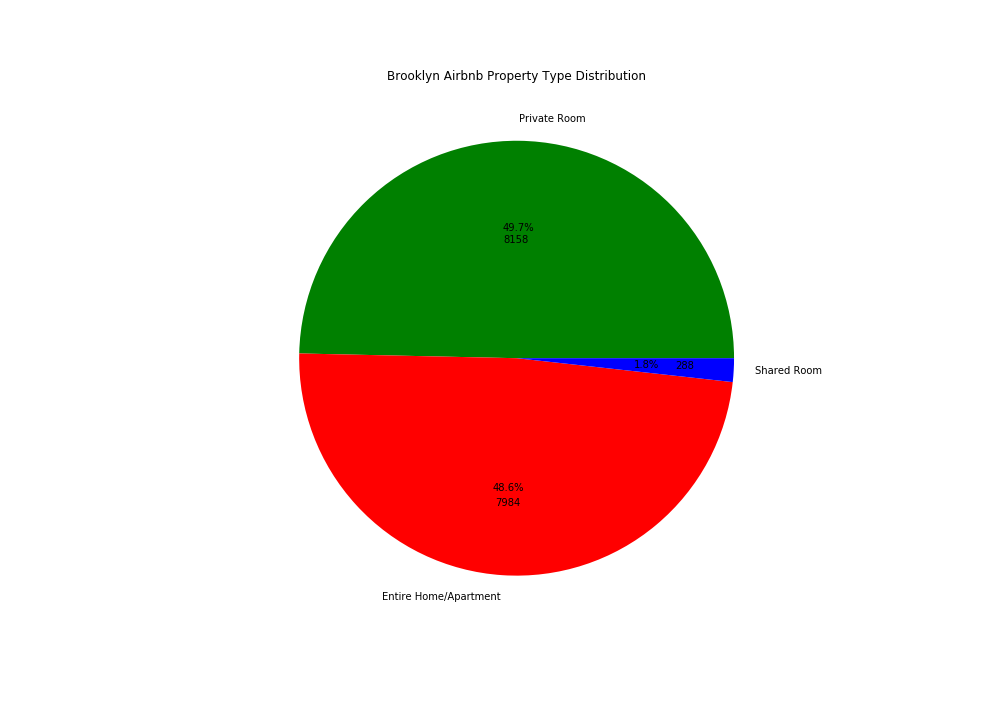 Brooklyn Airbnb Property Type Distribution
Private Room
49.7%
8158
1.8% 288
Shared Room
48.6%
7984
Entire Home/Apartment